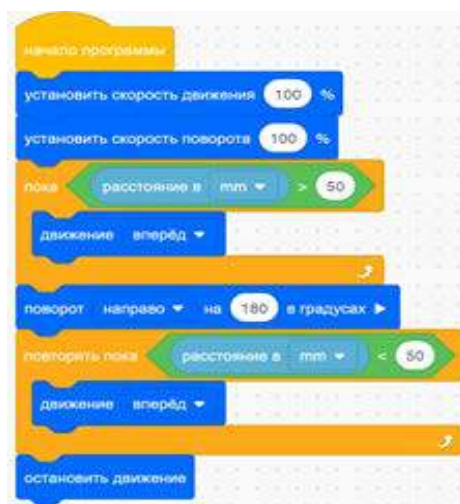 начало программы
установить скорость движения 100 %
установить скорость поворота 100 %
пока расстояние в mm > 50
движение вперёд
поворот направо на 180 в градусах
повторять пока расстояние в mm < 50
движение вперёд
остановить движение